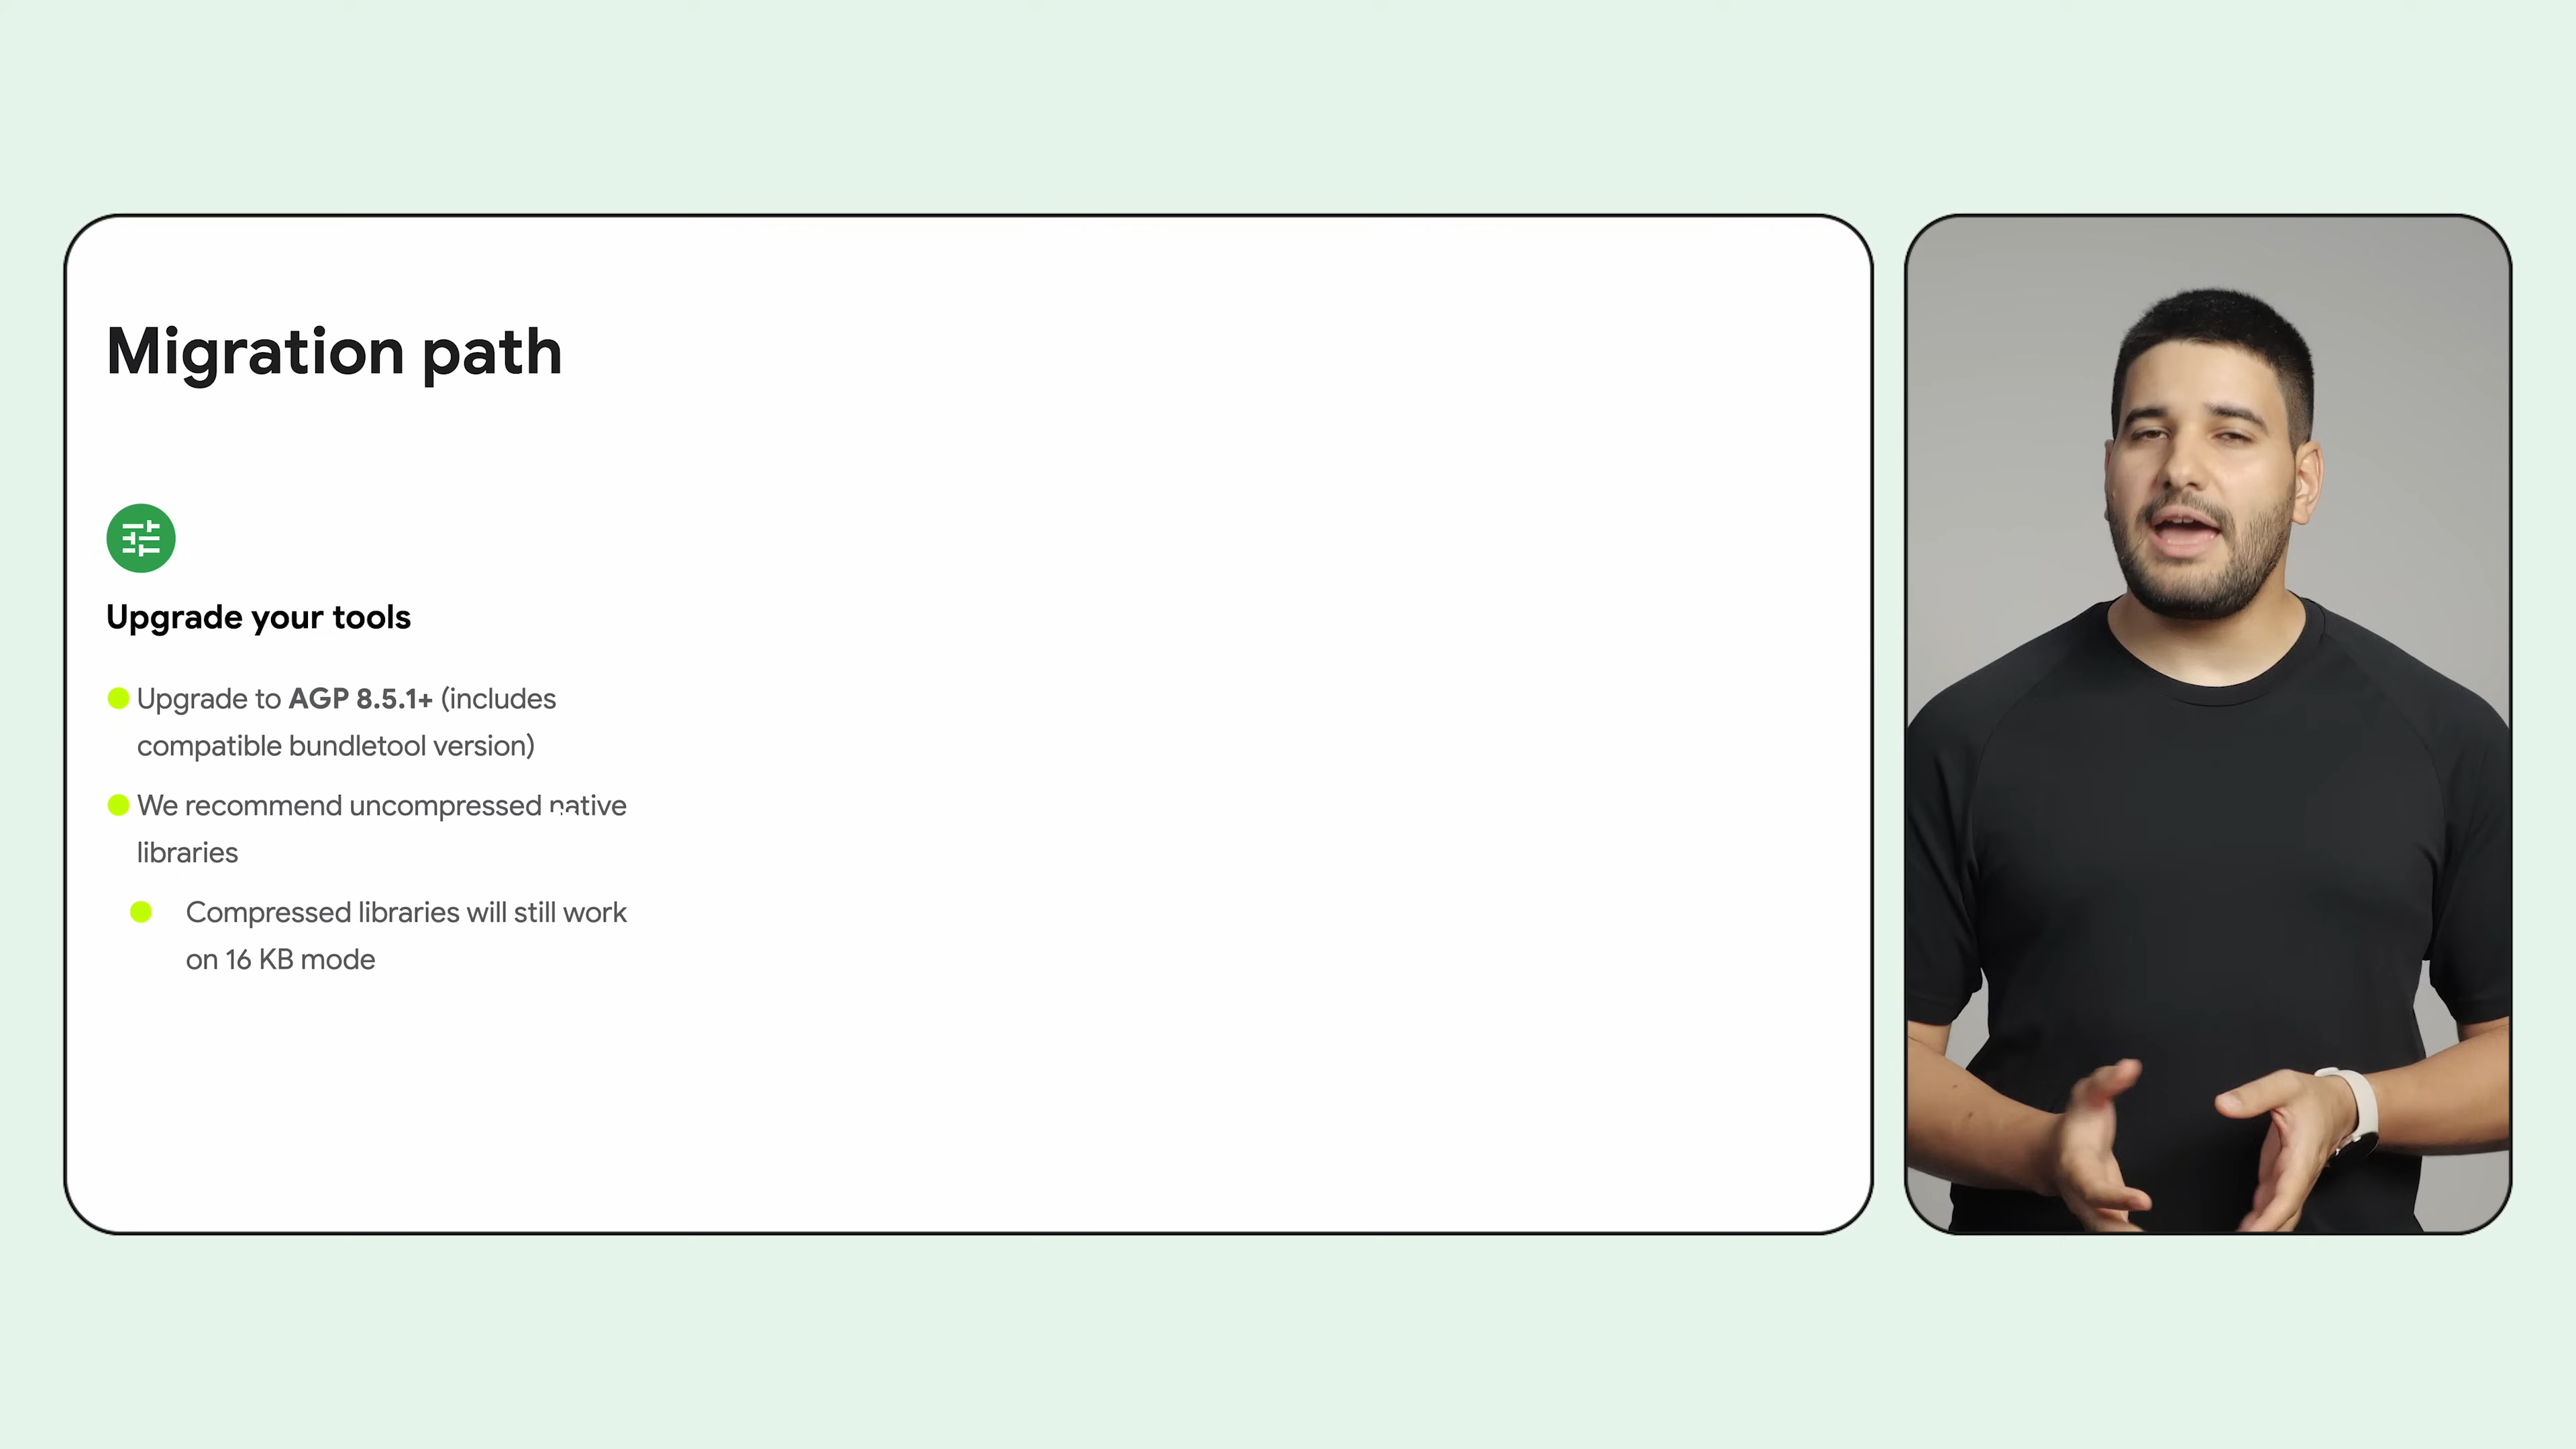 Migration path
Upgrade your tools
Upgrade to AGP 8.5.1+ (includes
compatible bundletool version)
We recommend uncompressed native
libraries
Compressed libraries will still work
on 16 KB mode